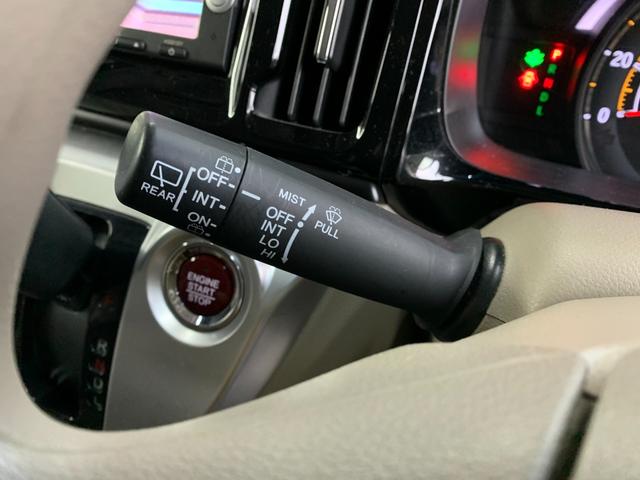 REAR
OFF
INT
ON
MIST
OFF
INT
LO
HI
PULL
ENGINE
START
STOP
P
R
N
D
L
20
0